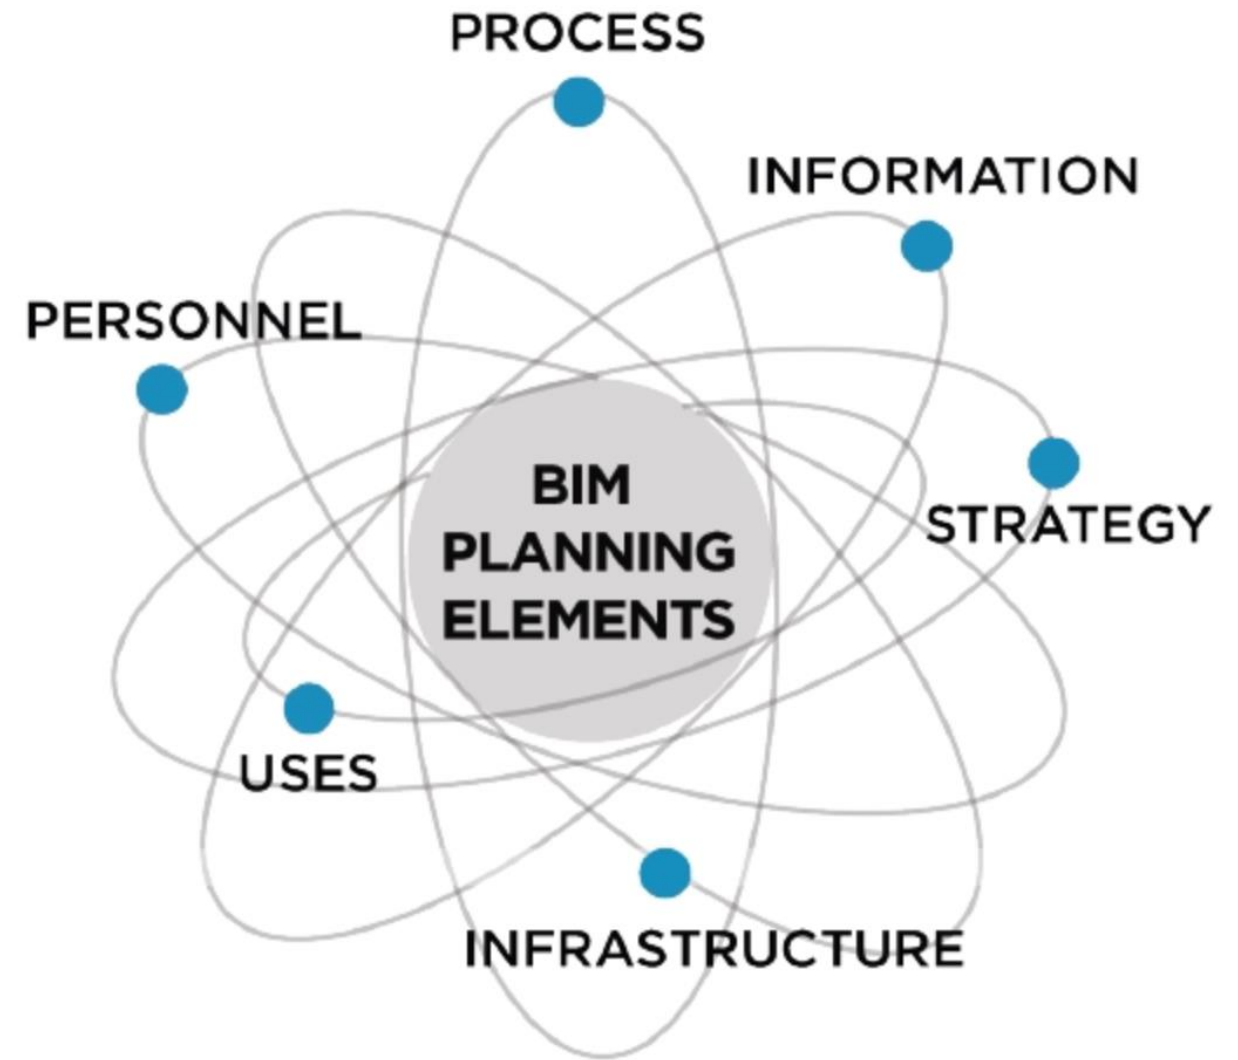 PROCESS
INFORMATION
PERSONNEL
BIM
PLANNING
ELEMENTS
STRATEGY
USES
INFRASTRUCTURE